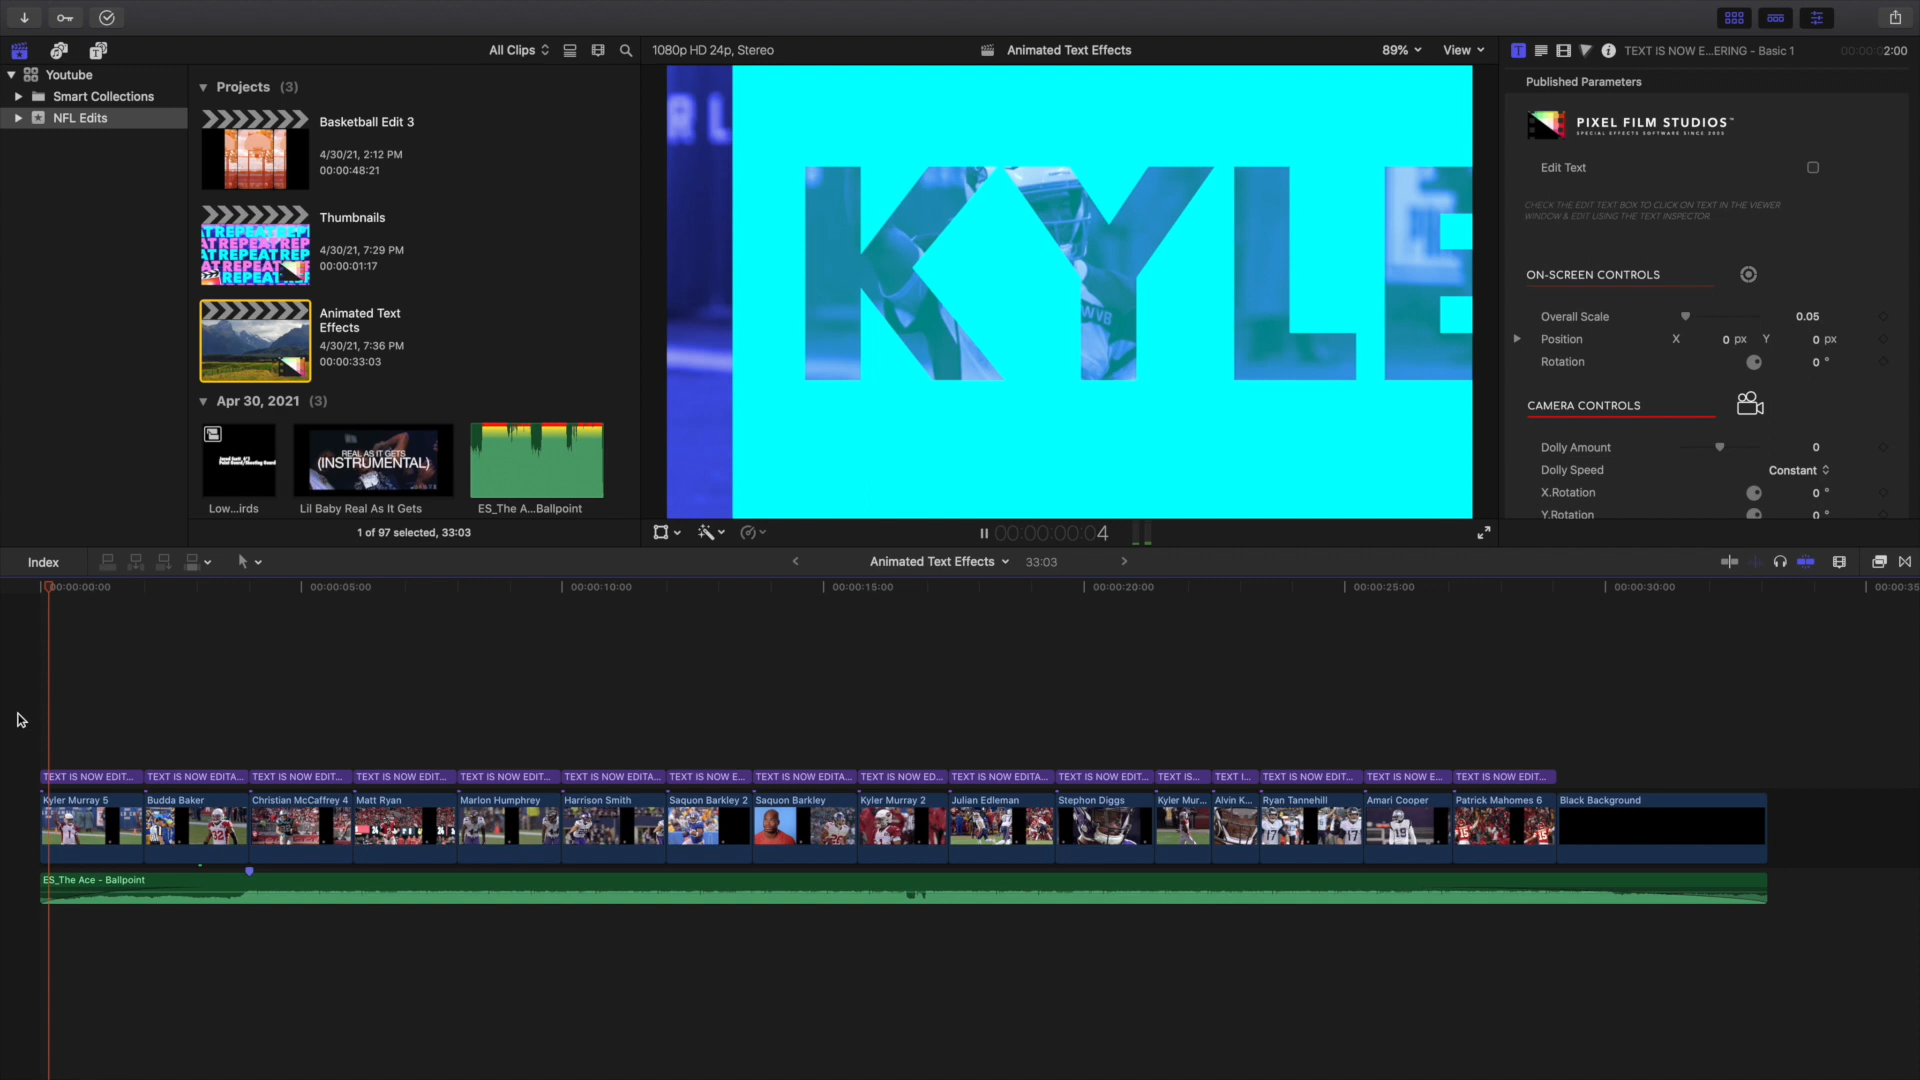 All Clips
1080p HD 24p, Stereo
Animated Text Effects
89%
View
TEXT IS NOW E...ERING - Basic 1
00:00:02:00
Youtube
Smart Collections
NFL Edits
Projects (3)
Basketball Edit 3
4/30/21, 2:12 PM
00:00:48:21
Thumbnails
4/30/21, 7:29 PM
00:00:01:17
Animated Text
Effects
4/30/21, 7:36 PM
00:00:33:03
Apr 30, 2021 (3)
REAL AS IT GETS
(INSTRUMENTAL)
Low...irds
Lil Baby Real As It Gets
ES_The A...Ballpoint
1 of 97 selected, 33:03
R L
KYLE
WVB
00:00:00:04
Published Parameters
PIXEL FILM STUDIOS™
SPECIAL EFFECTS SOFTWARE SINCE 2005
Edit Text
CHECK THE EDIT TEXT BOX TO CLICK ON TEXT IN THE VIEWER
WINDOW & EDIT USING THE TEXT INSPECTOR.
ON-SCREEN CONTROLS
Overall Scale 0.05
Position X 0 px Y 0 px
Rotation 0 °
CAMERA CONTROLS
Dolly Amount 0
Dolly Speed Constant
X.Rotation 0 °
Y.Rotation 0 °
Index
Animated Text Effects
33:03
00:00:00:00 00:00:05:00 00:00:10:00 00:00:15:00 00:00:20:00 00:00:25:00 00:00:30:00 00:00:35
TEXT IS NOW EDIT... TEXT IS NOW EDITA... TEXT IS NOW EDIT... TEXT IS NOW EDIT... TEXT IS NOW EDIT... TEXT IS NOW EDITA... TEXT IS NOW E... TEXT IS NOW EDITA... TEXT IS NOW ED... TEXT IS NOW EDITA... TEXT IS NOW EDIT... TEXT IS... TEXT I... TEXT IS NOW EDIT... TEXT IS NOW E... TEXT IS NOW EDIT...
Kyler Murray 5 Budda Baker Christian McCaffrey 4 Matt Ryan Marlon Humphrey Harrison Smith Saquon Barkley 2 Saquon Barkley Kyler Murray 2 Julian Edleman Stephon Diggs Kyler Mur... Alvin K... Ryan Tannehill Amari Cooper Patrick Mahomes 6 Black Background
ES_The Ace - Ballpoint